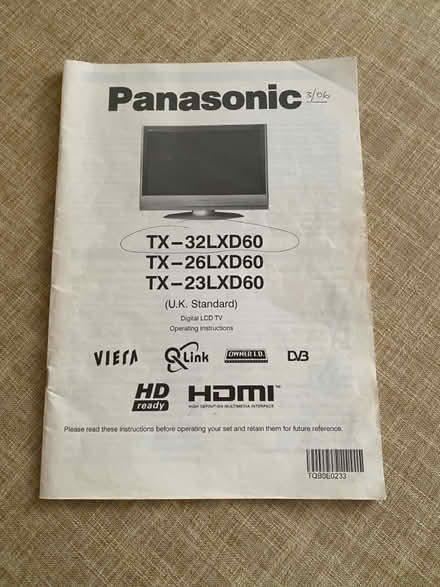 Panasonic 3/06
TX–32LXD60
TX–26LXD60
TX–23LXD60
(U.K. Standard)
Digital LCD TV
Operating Instructions
VIERA Q Link OWNER I.D. DVB
HD ready HDMI™
HIGH DEFINITION MULTIMEDIA INTERFACE
Please read these instructions before operating your set and retain them for future reference.
TQB8E0233